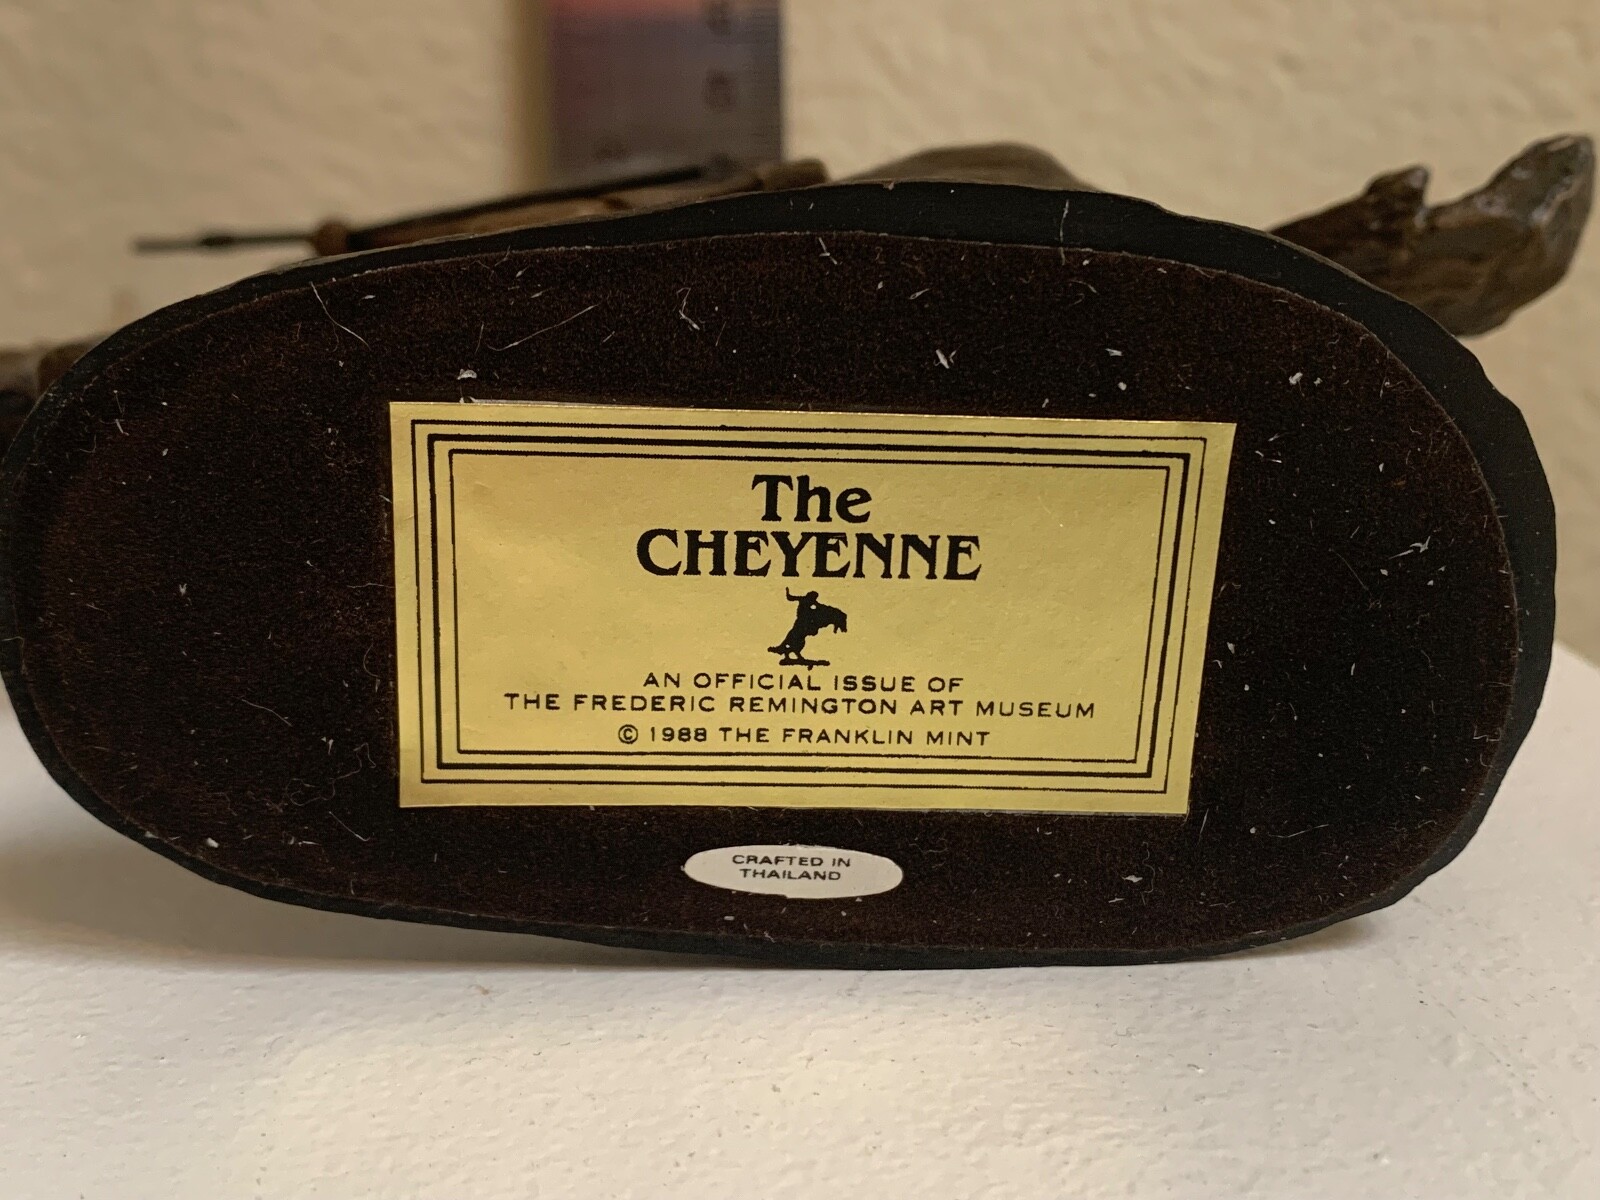 The
CHEYENNE
AN OFFICIAL ISSUE OF
THE FREDERIC REMINGTON ART MUSEUM
© 1988 THE FRANKLIN MINT
CRAFTED IN
THAILAND